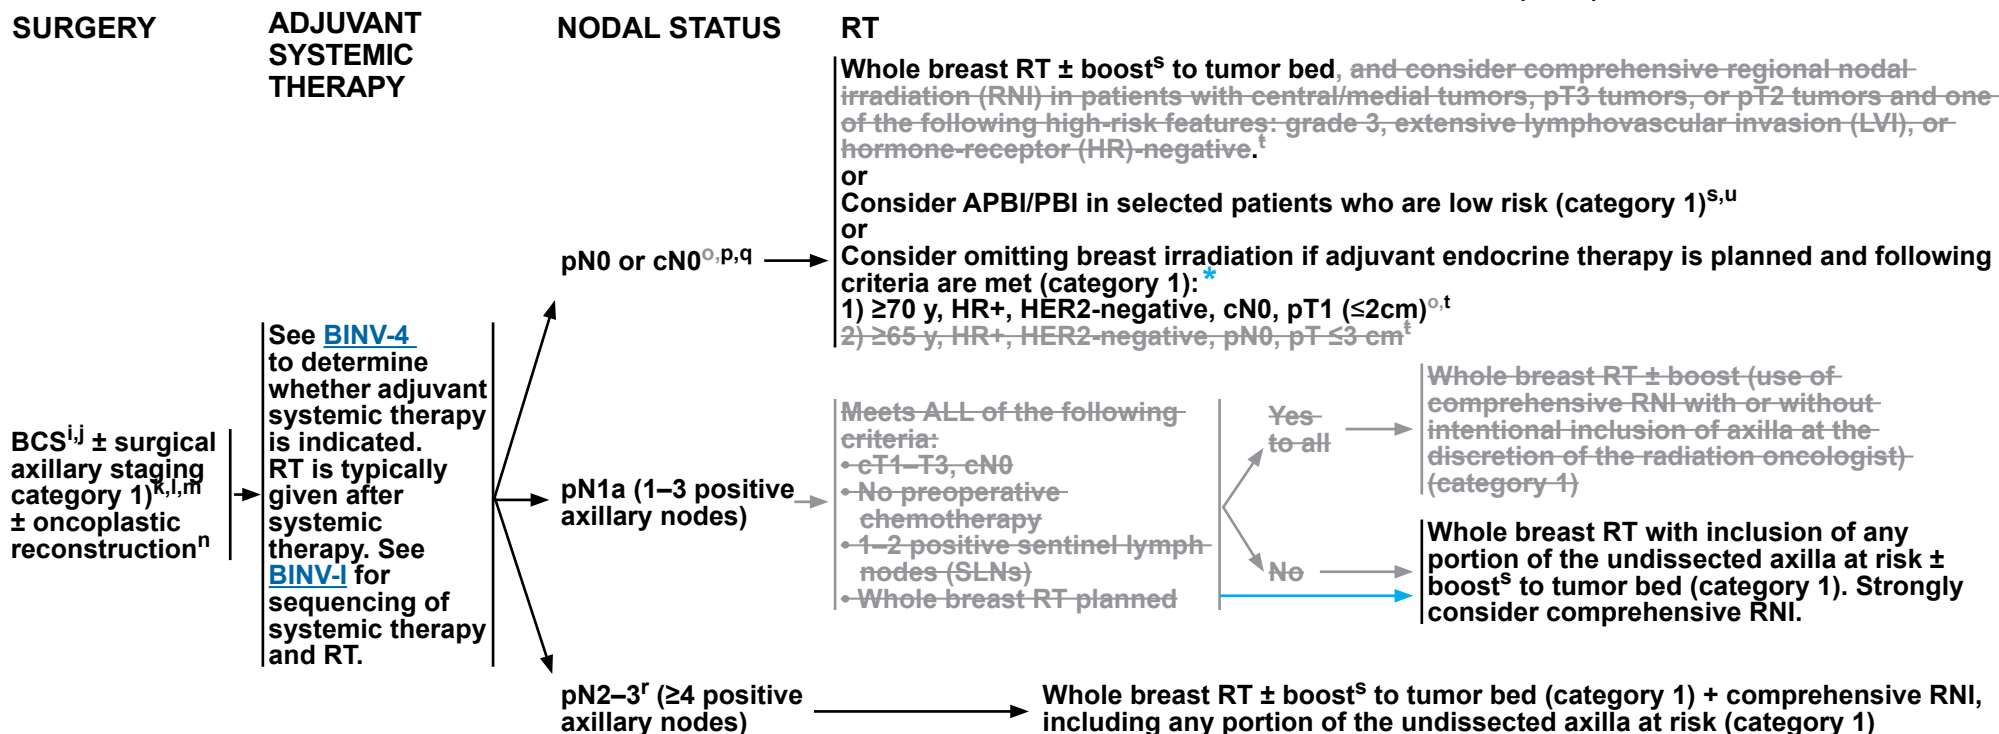 SURGERY
ADJUVANT
SYSTEMIC
THERAPY
NODAL STATUS
RT
BCSi,j ± surgical
axillary staging
category 1)k,l,m
± oncoplastic
reconstructionn
See BINV-4
to determine
whether adjuvant
systemic therapy
is indicated.
RT is typically
given after
systemic
therapy. See
BINV-I for
sequencing of
systemic therapy
and RT.
pN0 or cN0o,p,q
Whole breast RT ± boosts to tumor bed, and consider comprehensive regional nodal
irradiation (RNI) in patients with central/medial tumors, pT3 tumors, or pT2 tumors and one
of the following high-risk features: grade 3, extensive lymphovascular invasion (LVI), or
hormone-receptor (HR)-negative.t
or
Consider APBI/PBI in selected patients who are low risk (category 1)s,u
or
Consider omitting breast irradiation if adjuvant endocrine therapy is planned and following
criteria are met (category 1): *
1) ≥70 y, HR+, HER2-negative, cN0, pT1 (≤2cm)o,t
2) ≥65 y, HR+, HER2-negative, pN0, pT ≤3 cmt
pN1a (1–3 positive
axillary nodes)
Meets ALL of the following
criteria:
• cT1–T3, cN0
• No preoperative
chemotherapy
• 1–2 positive sentinel lymph
nodes (SLNs)
• Whole breast RT planned
Yes
to all
Whole breast RT ± boost (use of
comprehensive RNI with or without
intentional inclusion of axilla at the
discretion of the radiation oncologist)
(category 1)
No
Whole breast RT with inclusion of any
portion of the undissected axilla at risk ±
boosts to tumor bed (category 1). Strongly
consider comprehensive RNI.
pN2–3r (≥4 positive
axillary nodes)
Whole breast RT ± boosts to tumor bed (category 1) + comprehensive RNI,
including any portion of the undissected axilla at risk (category 1)